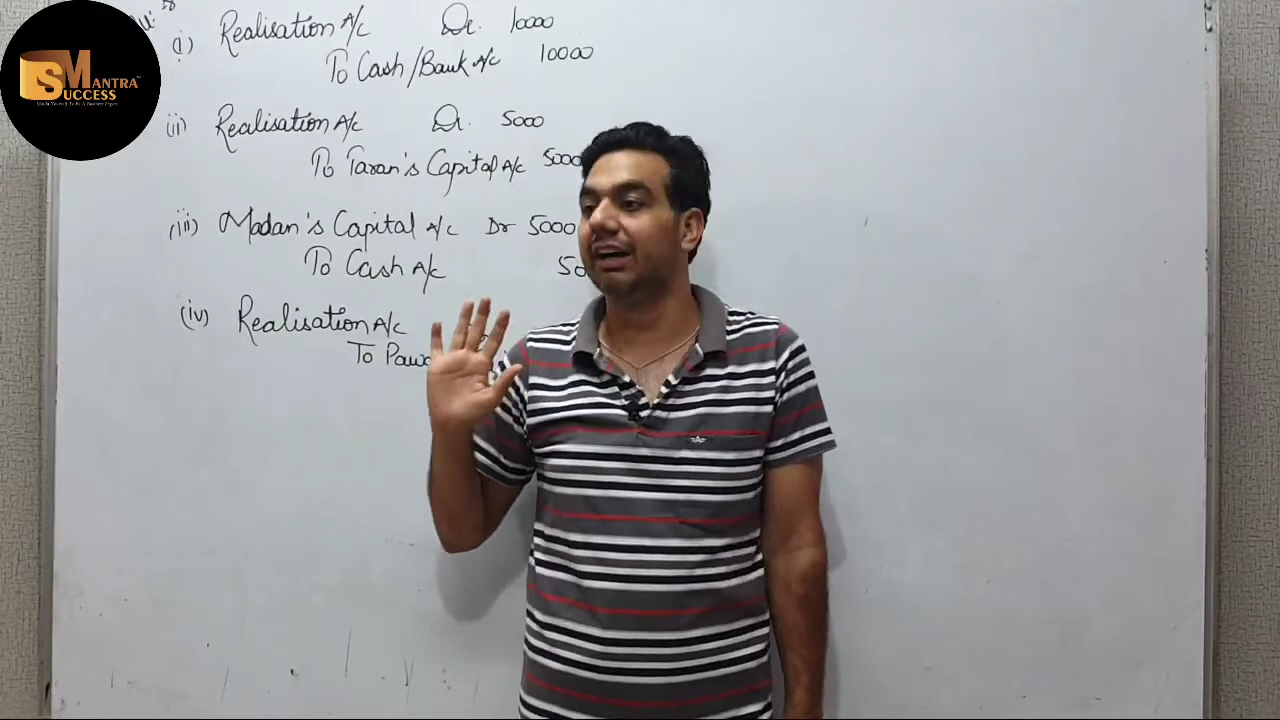 MANTRA
SUCCESS
(i) Realisation A/c Dr. 10000
To Cash/Bank A/c 10000
(ii) Realisation A/c Dr. 5000
To Taran's Capital A/c 5000
(iii) Madan's Capital A/c Dr 5000
To Cash A/c
(iv) Realisation A/c
To